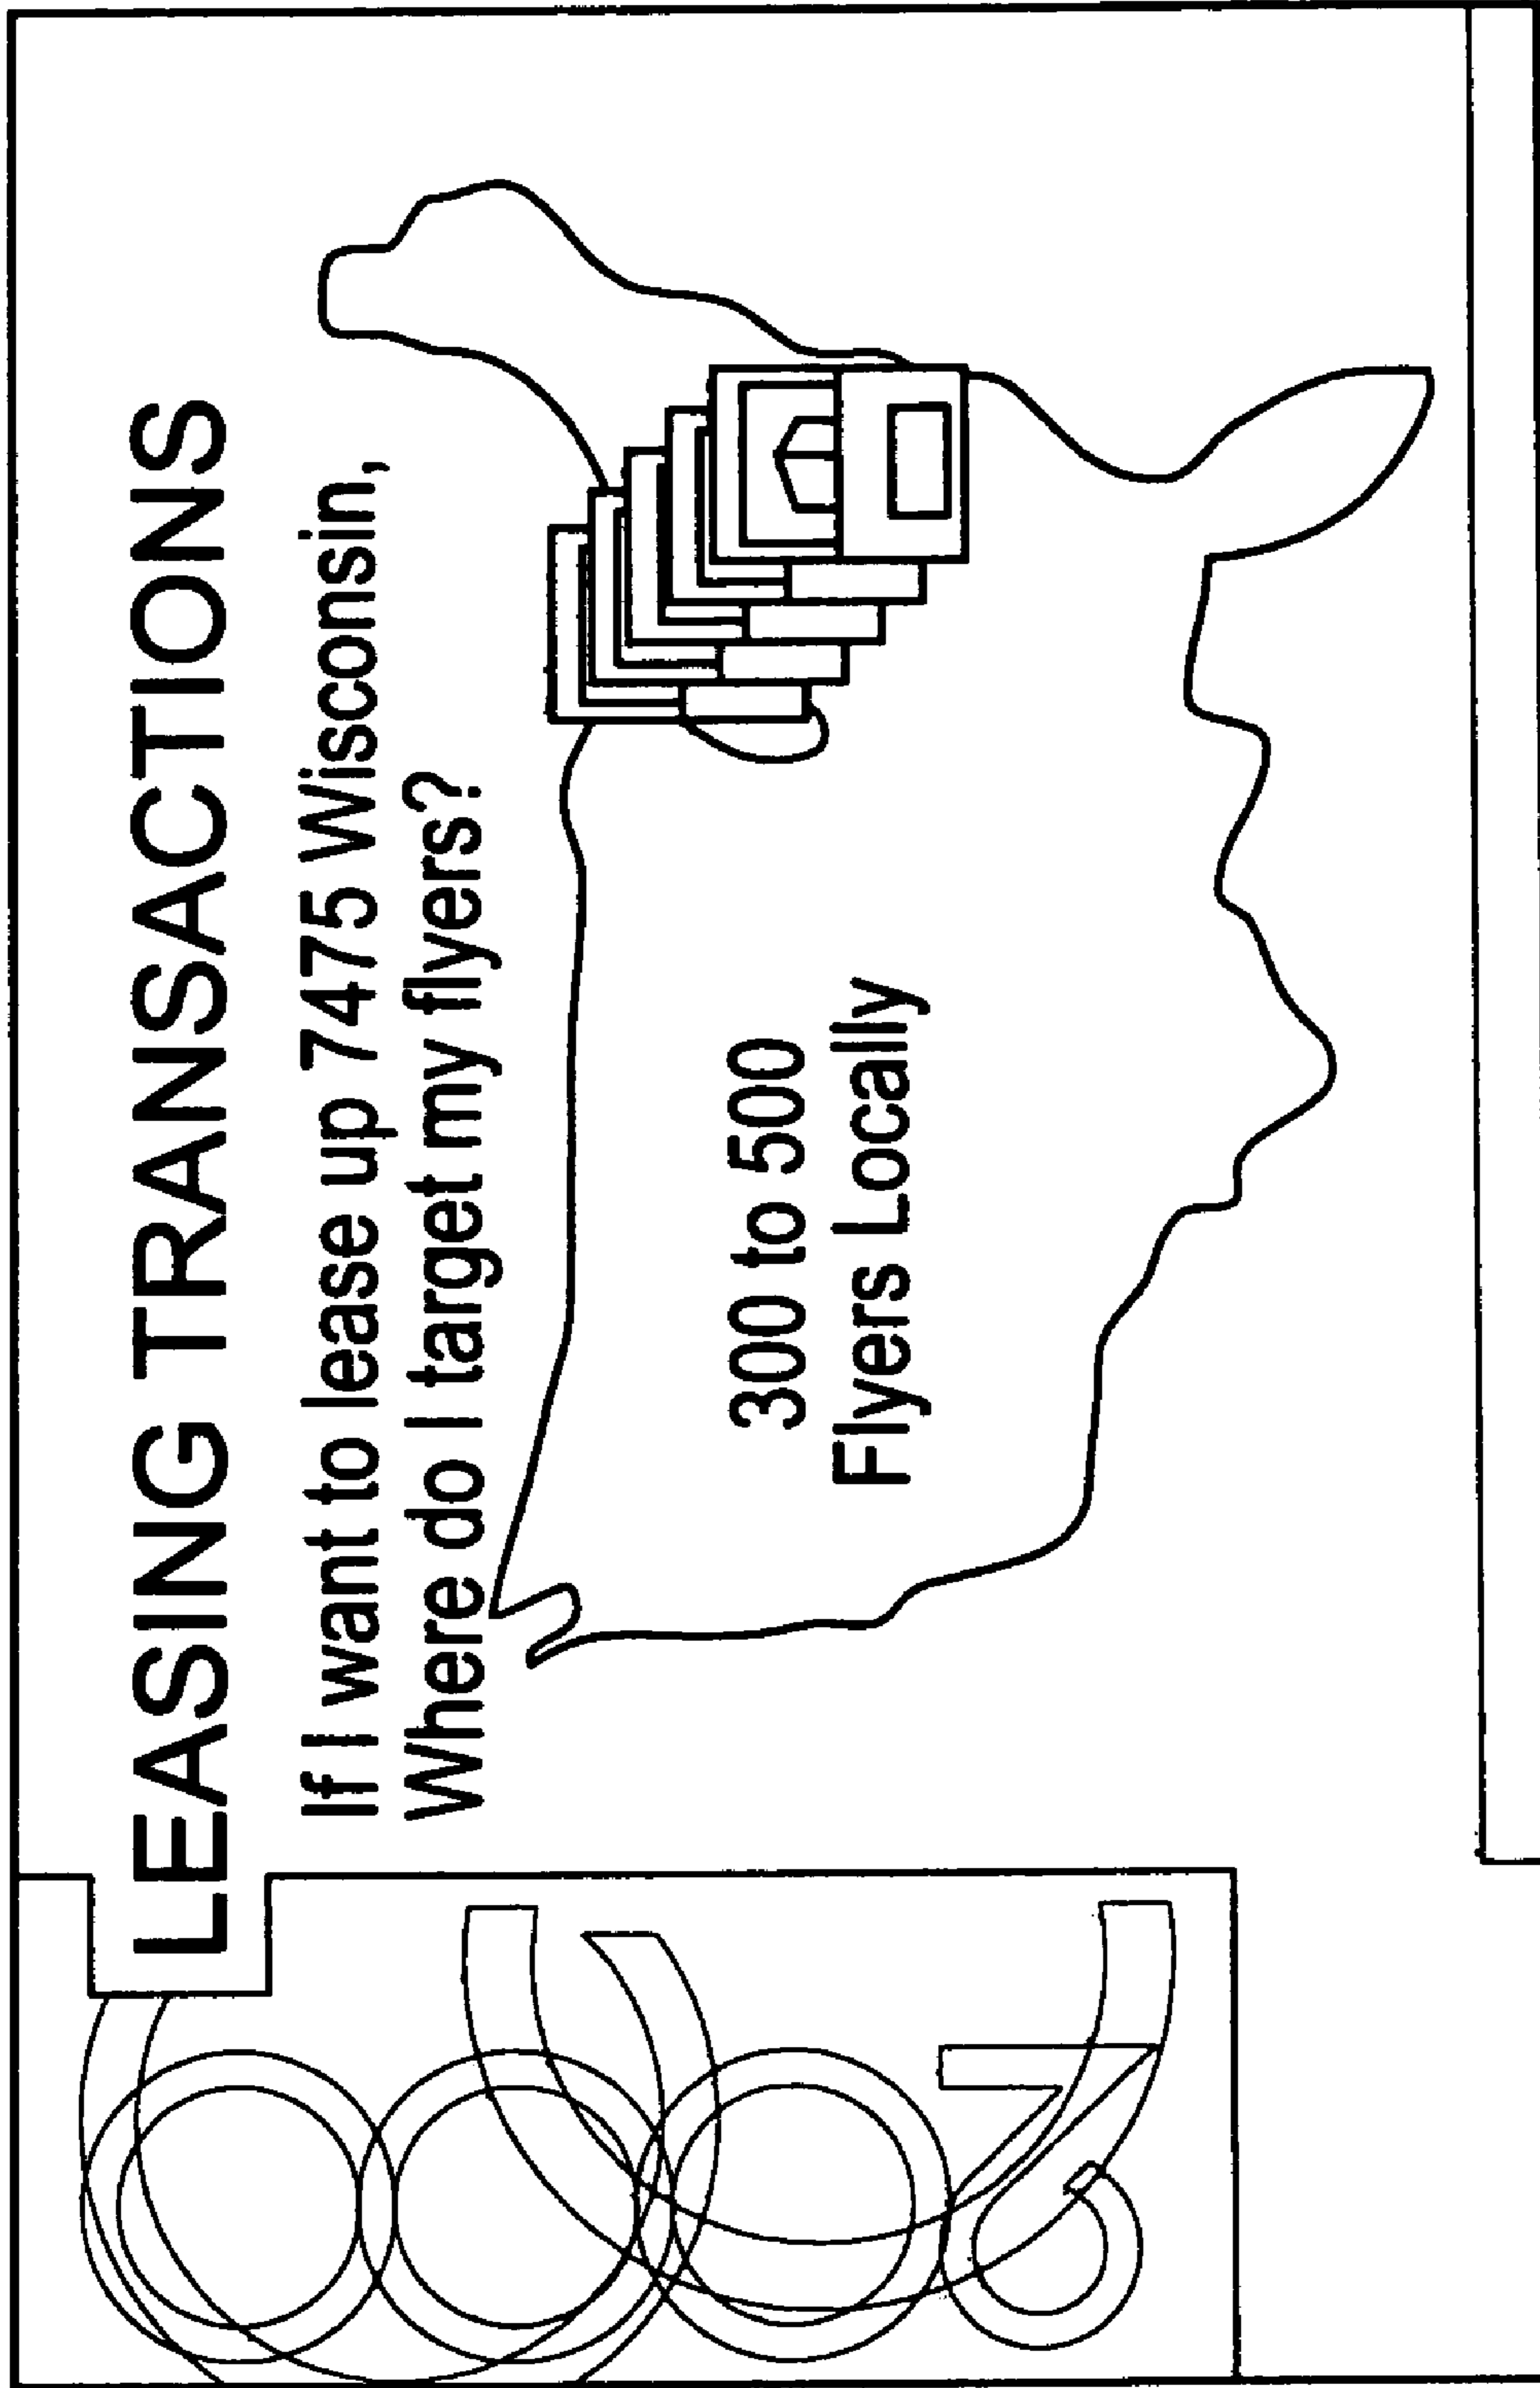 LEASING TRANSACTIONS
If I want to lease up 7475 Wisconsin,
Where do I target my flyers?
300 to 500
Flyers Locally
2000